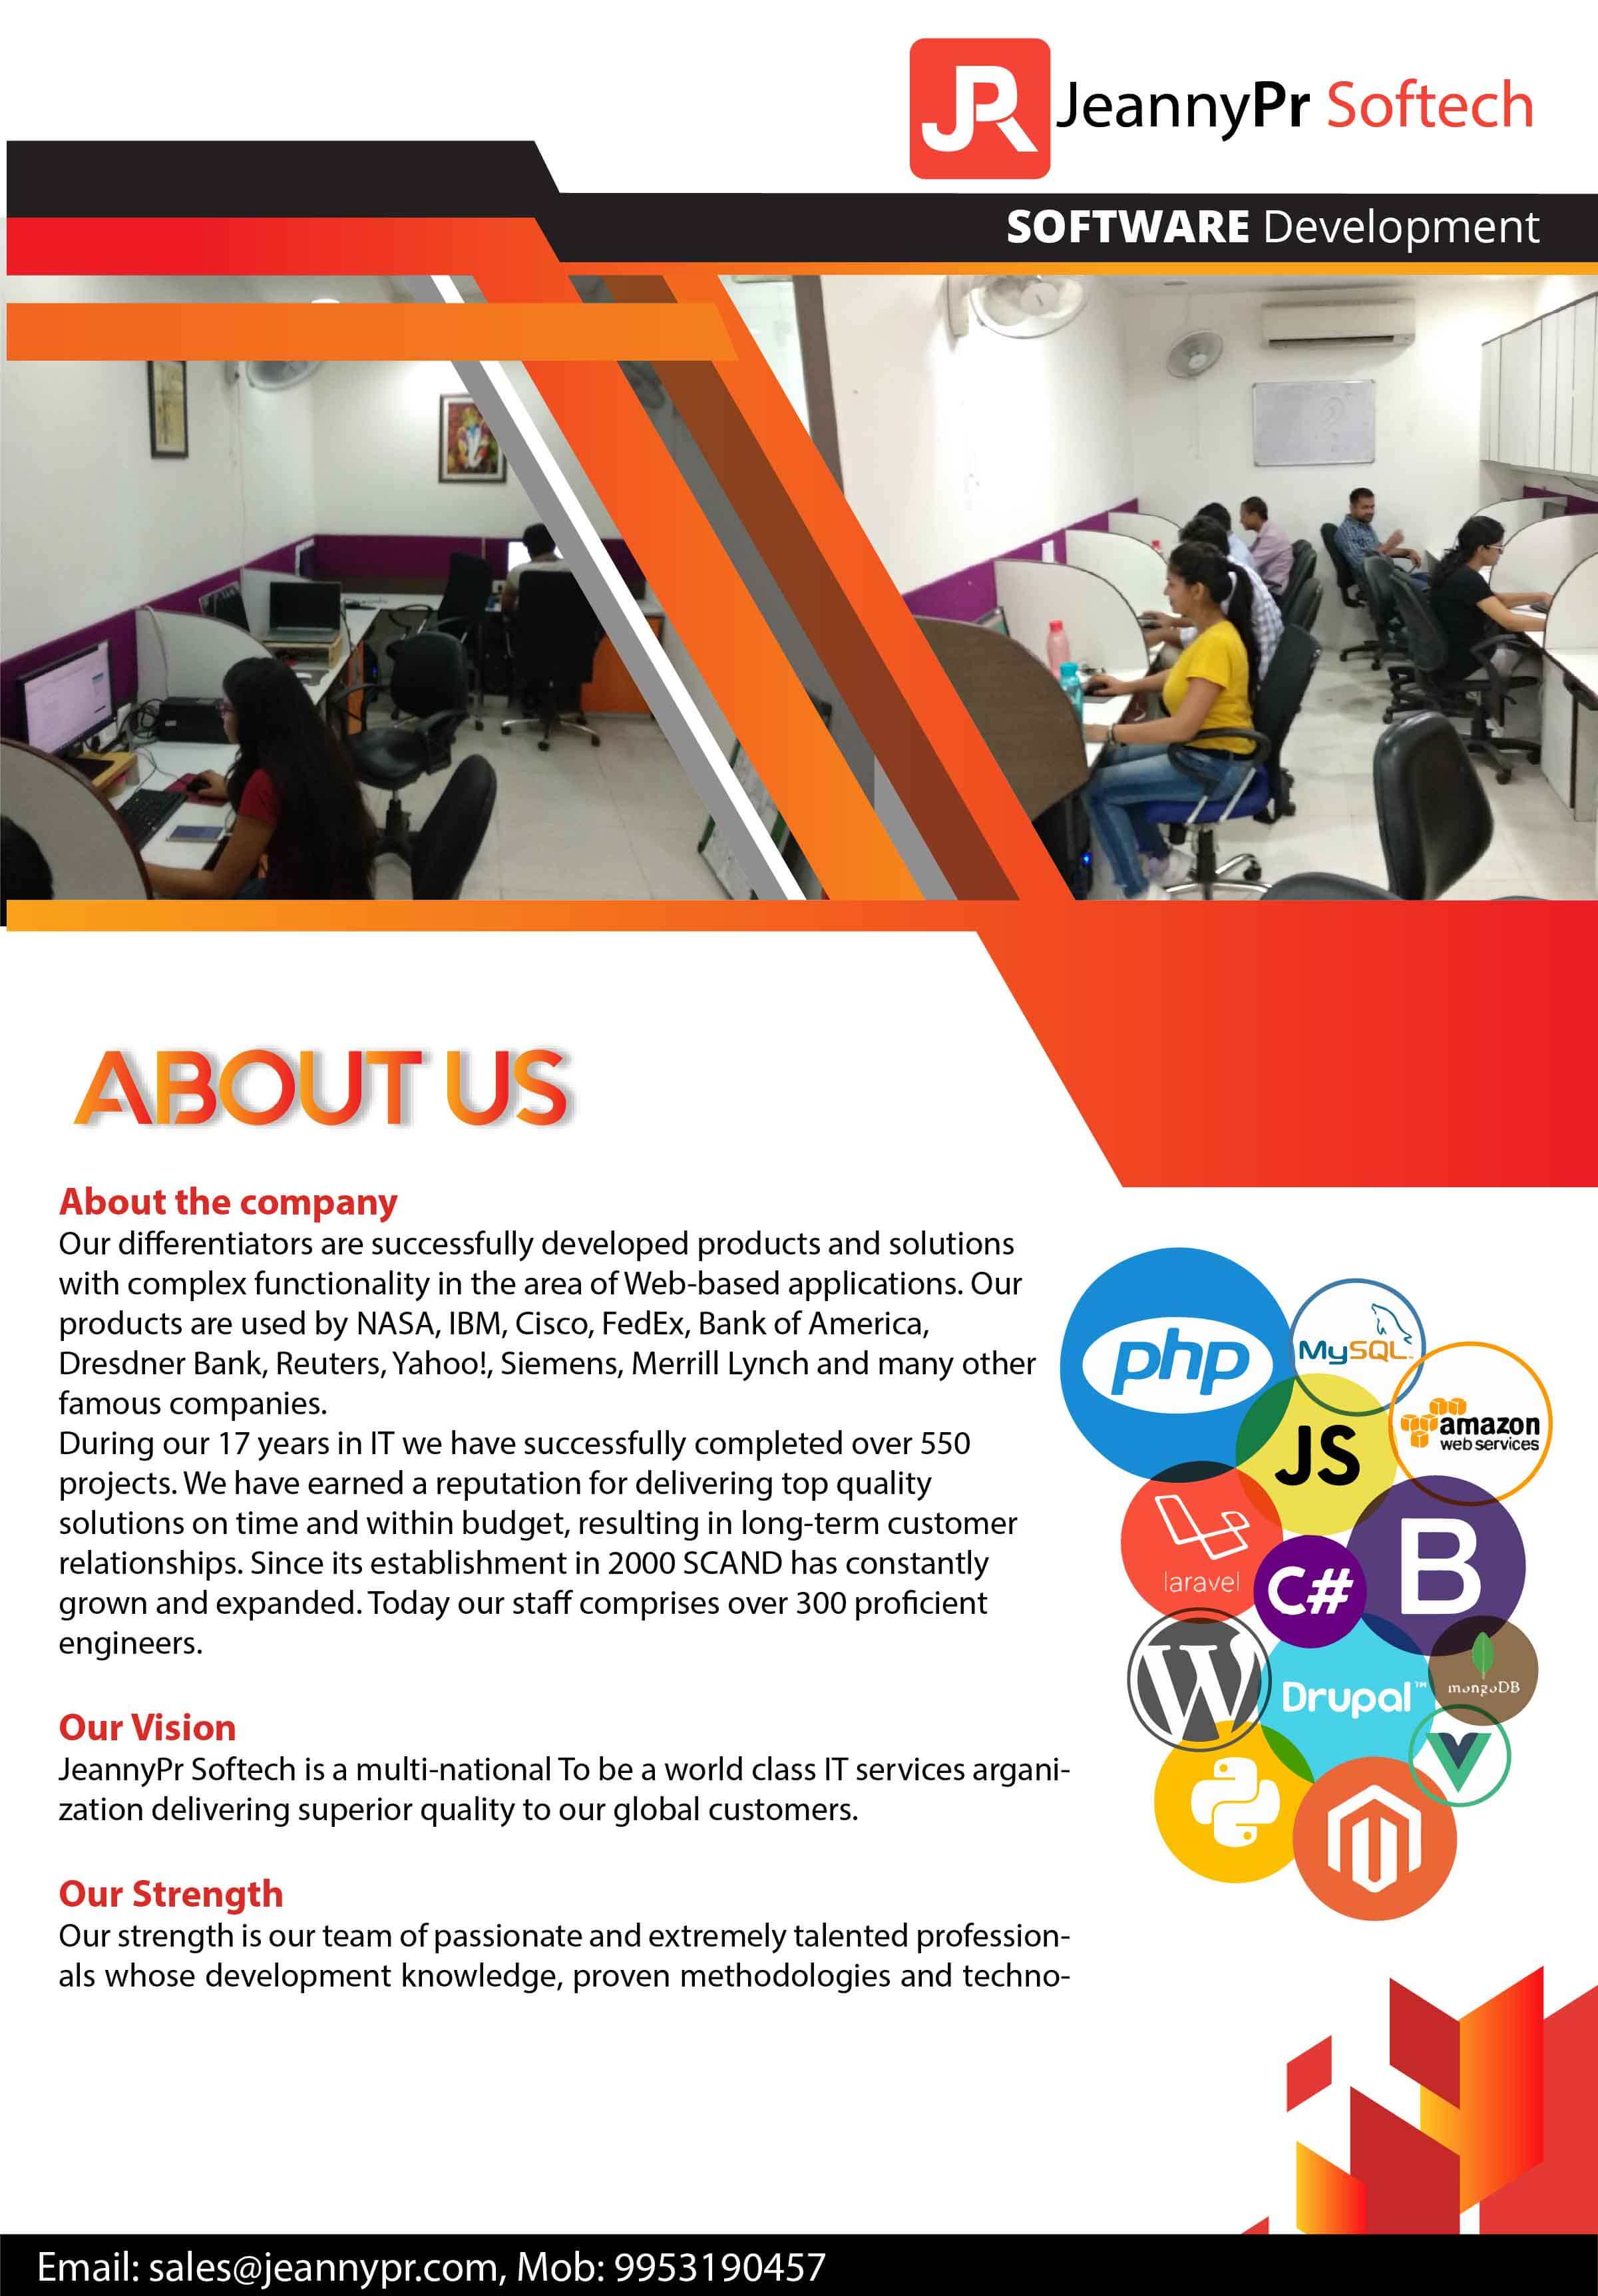 JR JeannyPr Softech
SOFTWARE Development
ABOUT US
About the company
Our differentiators are successfully developed products and solutions
with complex functionality in the area of Web-based applications. Our
products are used by NASA, IBM, Cisco, FedEx, Bank of America,
Dresdner Bank, Reuters, Yahoo!, Siemens, Merrill Lynch and many other
famous companies.
During our 17 years in IT we have successfully completed over 550
projects. We have earned a reputation for delivering top quality
solutions on time and within budget, resulting in long-term customer
relationships. Since its establishment in 2000 SCAND has constantly
grown and expanded. Today our staff comprises over 300 proficient
engineers.
Our Vision
JeannyPr Softech is a multi-national To be a world class IT services argani-
zation delivering superior quality to our global customers.
Our Strength
Our strength is our team of passionate and extremely talented profession-
als whose development knowledge, proven methodologies and techno-
php
MySQL
JS
amazon
web services
laravel
C#
B
W
Drupal™
mongoDB
Email: sales@jeannypr.com, Mob: 9953190457